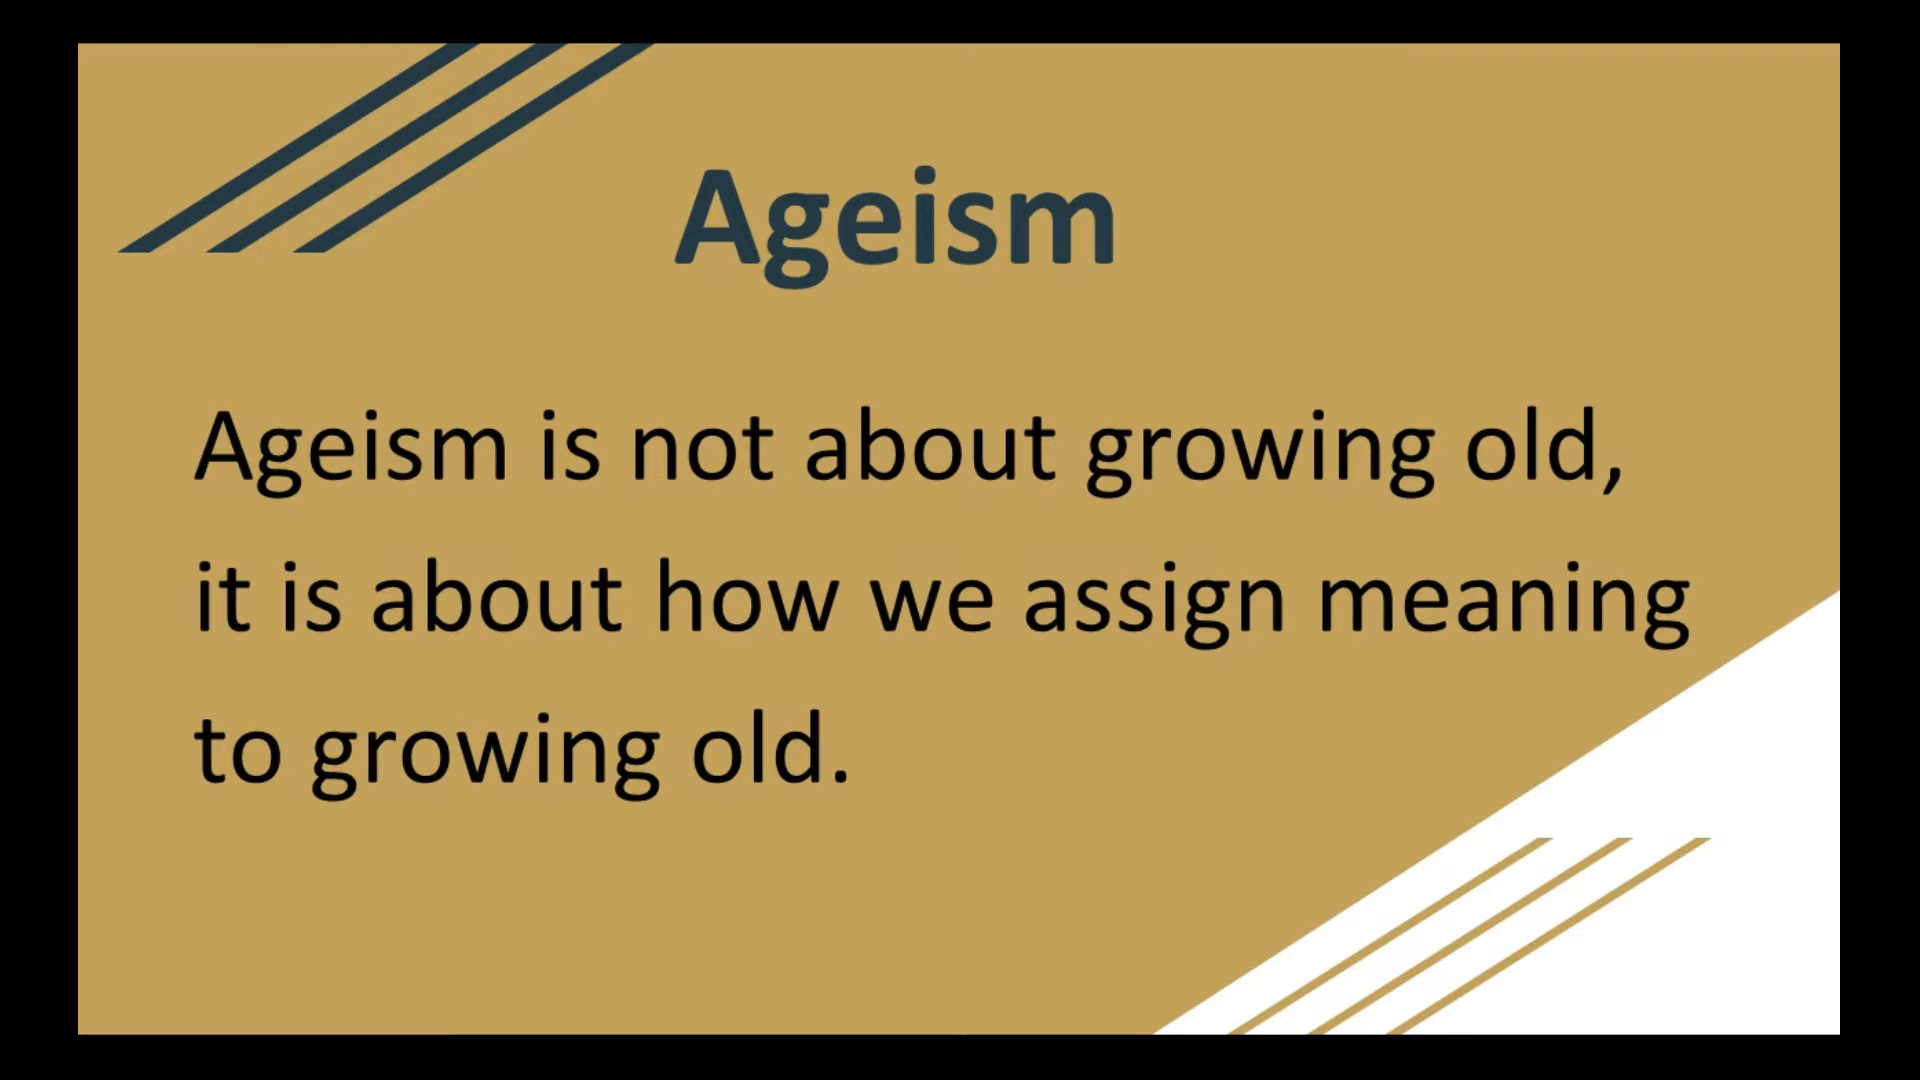 Ageism
Ageism is not about growing old,
it is about how we assign meaning
to growing old.